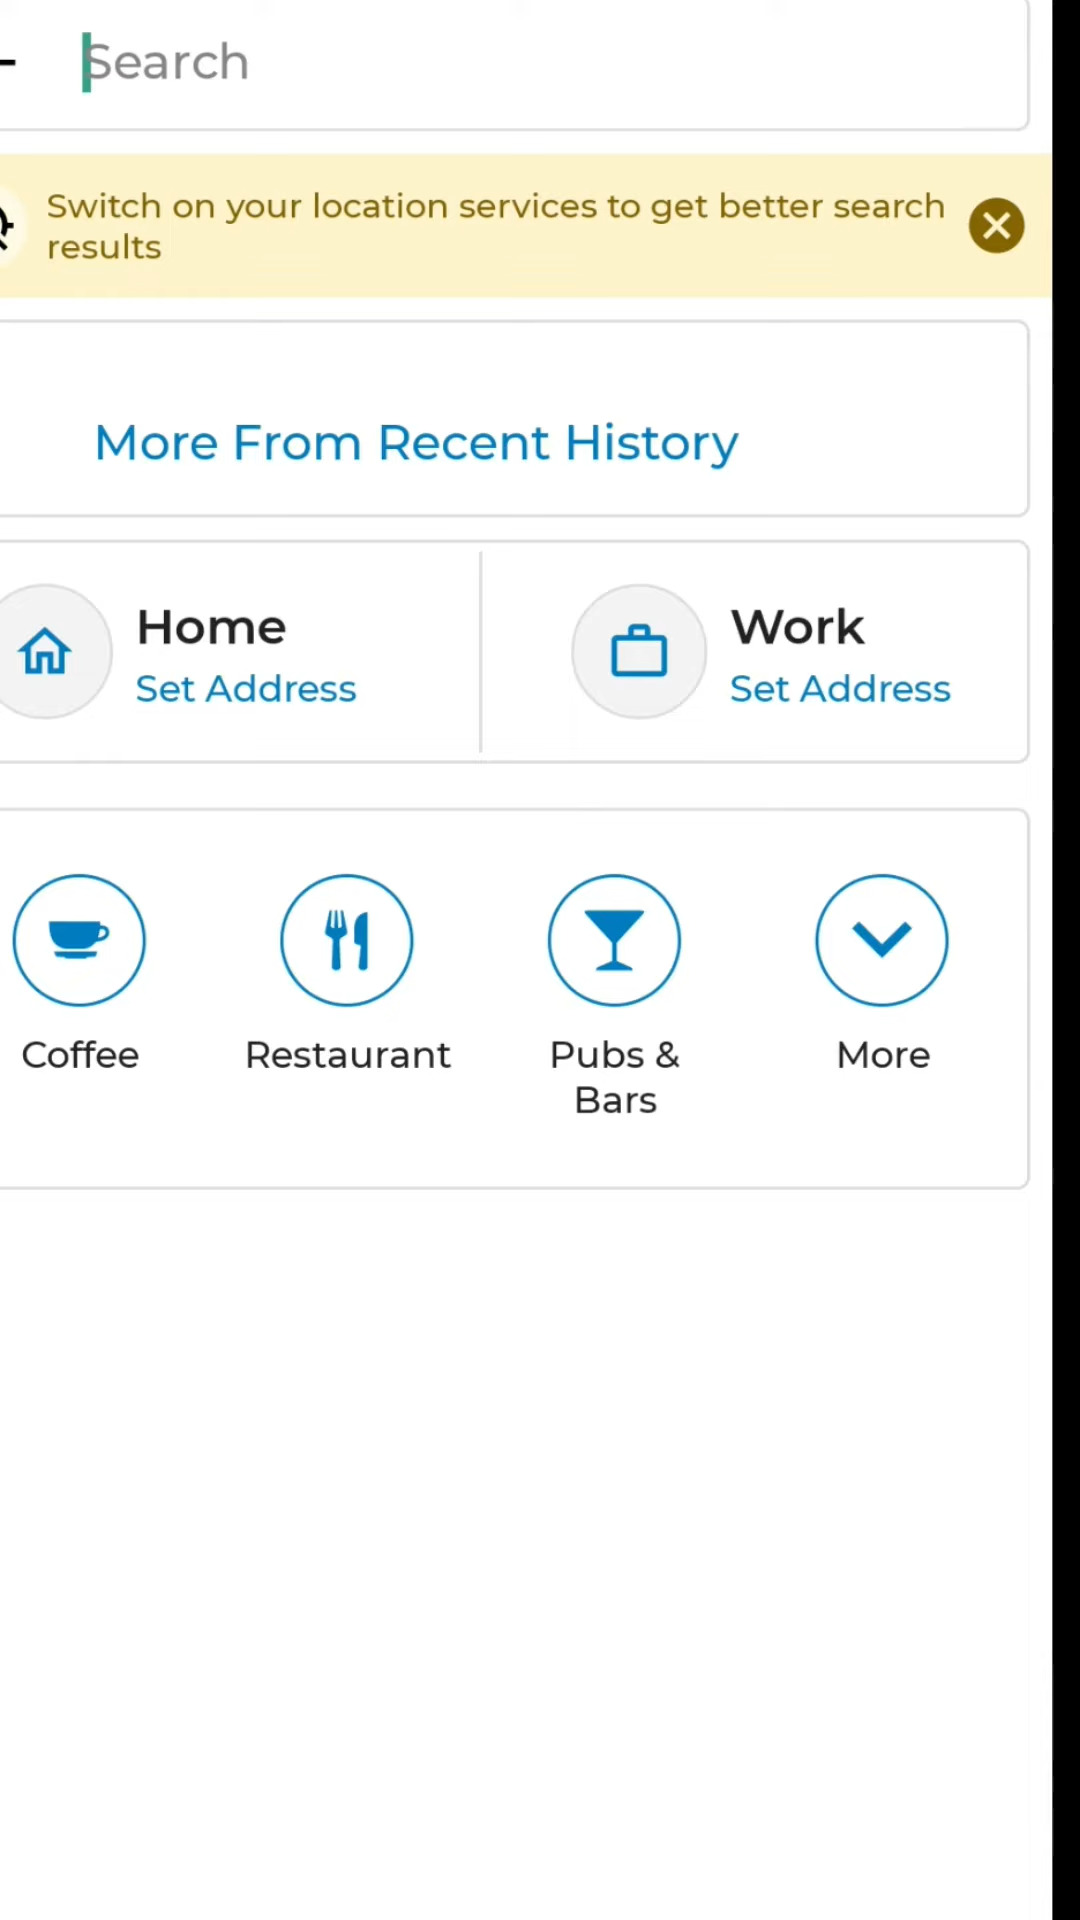 Search
Switch on your location services to get better search
results
More From Recent History
Home
Set Address
Work
Set Address
Coffee
Restaurant
Pubs &
Bars
More